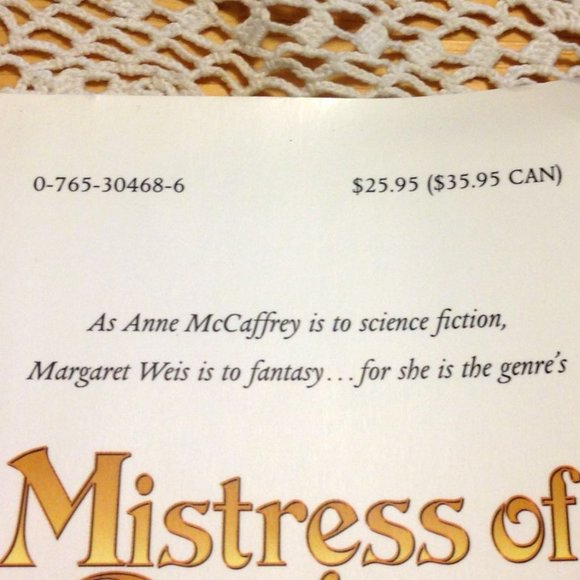 0-765-30468-6 $25.95 ($35.95 CAN)
As Anne McCaffrey is to science fiction,
Margaret Weis is to fantasy...for she is the genre's
Mistress of